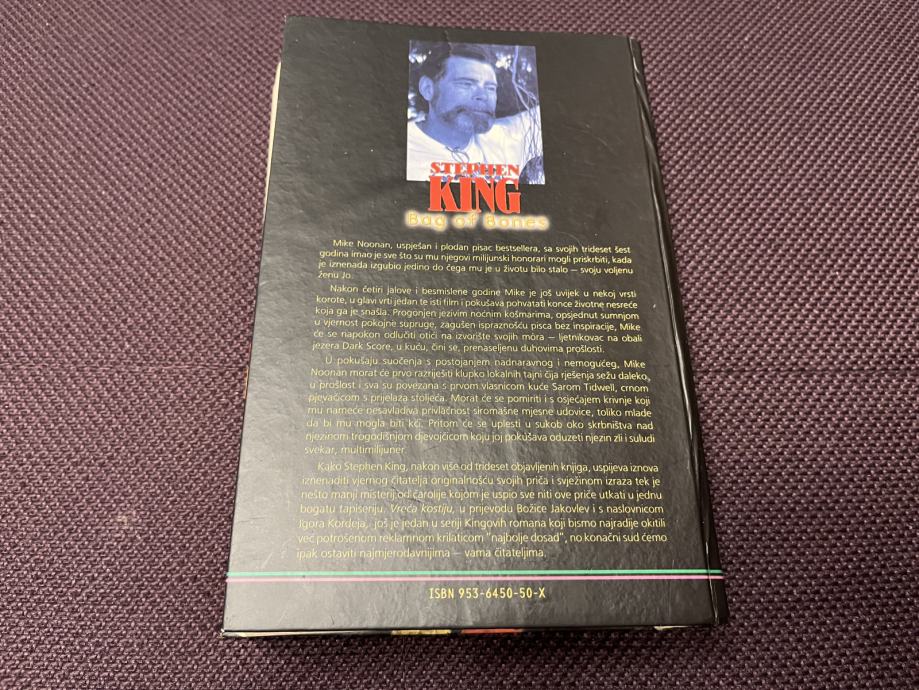 STEPHEN
KING
Bag of Bones
Mike Noonan, uspješan i plodan pisac bestsellera, sa svojih trideset šest
godina imao je sve što su mu njegovi milijunski honorari mogli priskrbiti, kada
je iznenada izgubio jedino do čega mu je u životu bilo stalo – svoju voljenu
ženu Jo.
Nakon četiri jalove i besmislene godine Mike je još uvijek u nekoj vrsti
korote, u glavi vrti jedan te isti film i pokušava pohvatati konce životne nesreće
koja ga je snašla. Progonjen jezivim noćnim košmarima, opsjednut sumnjom
u vjernost pokojne supruge, zagušen ispraznošću pisca bez inspiracije, Mike
će se napokon odlučiti otići na izvorište svojih mora – ljetnikovac na obali
jezera Dark Score, u kuću, čini se, prenaseljenu duhovima prošlosti.
U pokušaju suočenja s postojanjem nadnaravnog i nemogućeg, Mike
Noonan morat će prvo razriješiti klupko lokalnih tajni čija rješenja sežu daleko
u prošlost i sva su povezana s prvom vlasnicom kuće Sarom Tidwell, crnom
pjevačicom s prijelaza stoljeća. Morat će se pomiriti i s osjećajem krivnje koji
mu nameće nesavladiva privlačnost siromašne mjesne udovice, toliko mlade
da bi mu mogla biti kći. Pritom će se uplesti u sukob oko skrbništva nad
njezinom trogodišnjom djevojčicom koju joj pokušava oduzeti njezin zli i suludi
svekar, multimilijuner.
Kako Stephen King, nakon više od trideset objavljenih knjiga, uspijeva iznova
iznenaditi vjernog čitatelja originalnošću svojih priča i svježinom izraza tek je
nešto manji misterij od čarolije kojom je uspio sve niti ove priče utkati u jednu
bogatu tapiseriju. Vreća kostiju, u prijevodu Božice Jakovlev i s naslovnicom
Igora Kordeja, još je jedan u seriji Kingovih romana koji bismo najradije okitili
već potrošenom reklamnom krilaticom "najbolje dosad", no konačni sud ćemo
ipak ostaviti najmjerodavnijima – vama čitateljima.
ISBN 953-6450-50-X